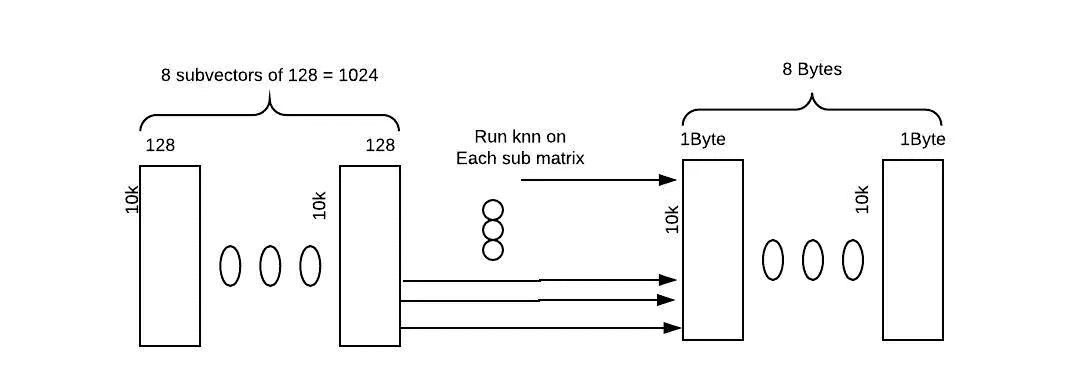 8 subvectors of 128 = 1024
8 Bytes
128
128
Run knn on
Each sub matrix
1Byte
1Byte
10k
10k
10k
10k